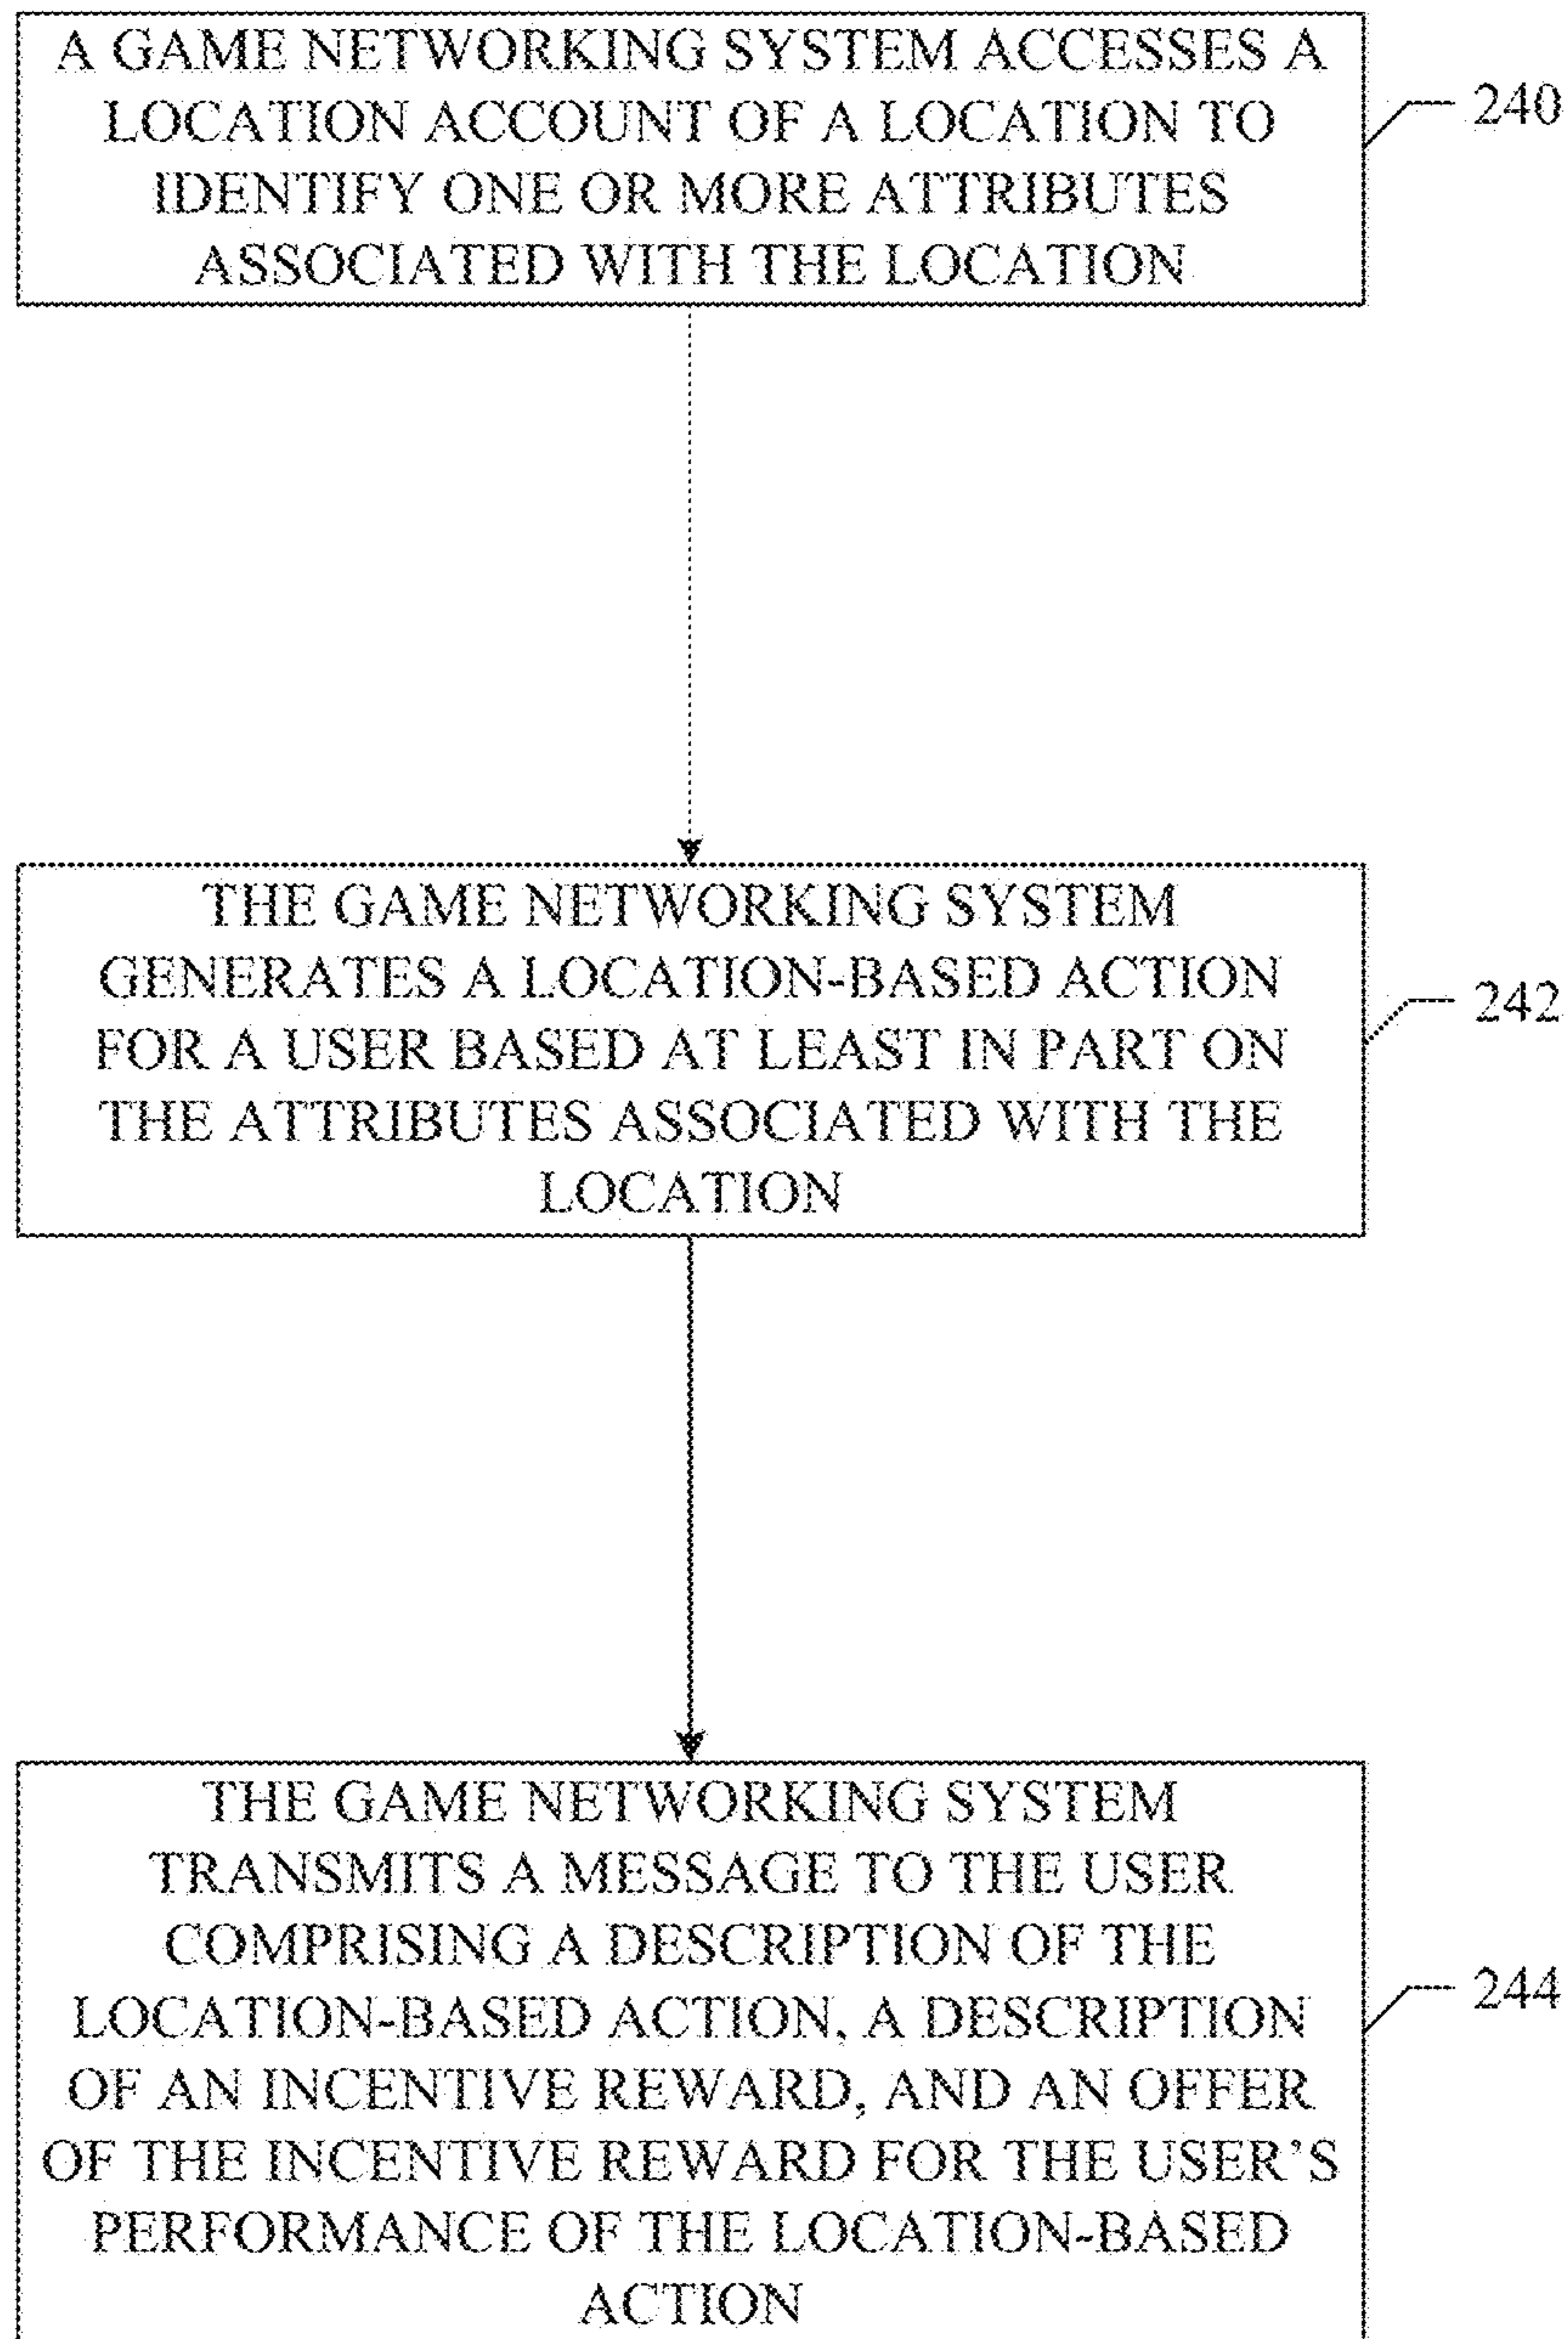 A GAME NETWORKING SYSTEM ACCESSES A
LOCATION ACCOUNT OF A LOCATION TO
IDENTIFY ONE OR MORE ATTRIBUTES
ASSOCIATED WITH THE LOCATION
240
THE GAME NETWORKING SYSTEM
GENERATES A LOCATION-BASED ACTION
FOR A USER BASED AT LEAST IN PART ON
THE ATTRIBUTES ASSOCIATED WITH THE
LOCATION
242
THE GAME NETWORKING SYSTEM
TRANSMITS A MESSAGE TO THE USER
COMPRISING A DESCRIPTION OF THE
LOCATION-BASED ACTION, A DESCRIPTION
OF AN INCENTIVE REWARD, AND AN OFFER
OF THE INCENTIVE REWARD FOR THE USER’S
PERFORMANCE OF THE LOCATION-BASED
ACTION
244